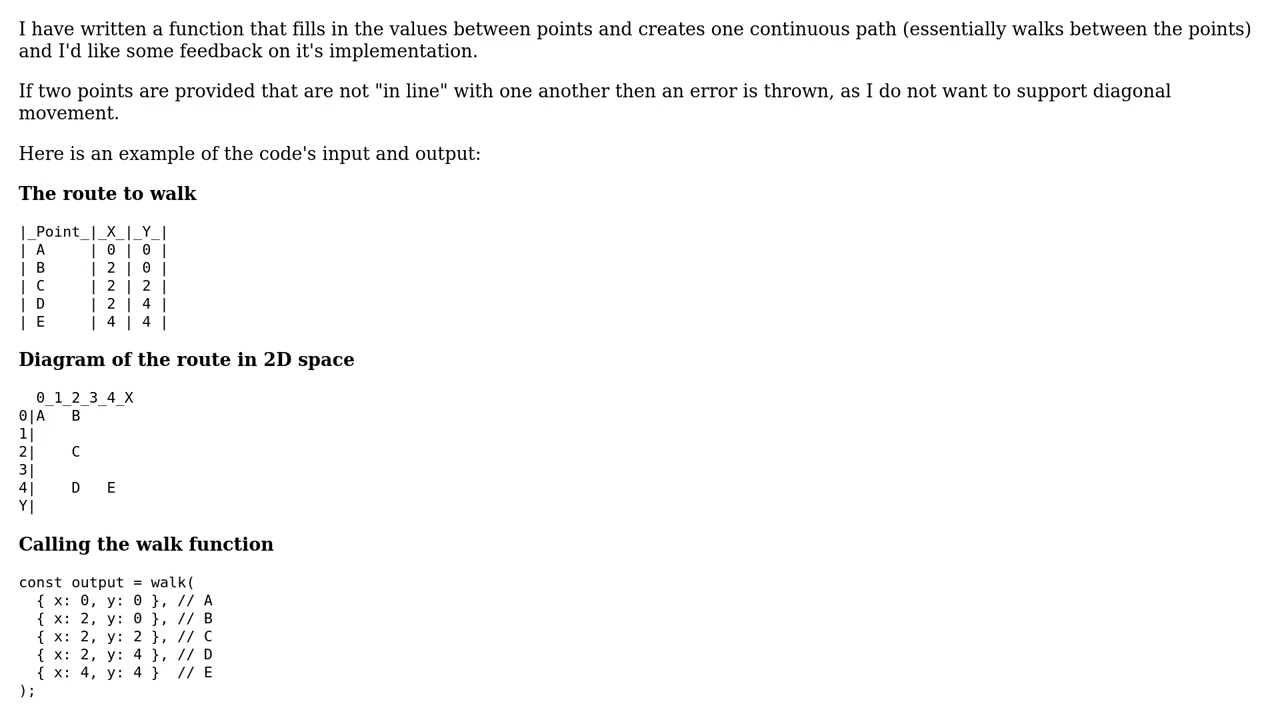 I have written a function that fills in the values between points and creates one continuous path (essentially walks between the points)
and I'd like some feedback on it's implementation.
If two points are provided that are not "in line" with one another then an error is thrown, as I do not want to support diagonal
movement.
Here is an example of the code's input and output:
The route to walk
|_Point_|_X_|_Y_|
| A     | 0 | 0 |
| B     | 2 | 0 |
| C     | 2 | 2 |
| D     | 2 | 4 |
| E     | 4 | 4 |
Diagram of the route in 2D space
  0_1_2_3_4_X
0|A   B
1|
2|    C
3|
4|    D   E
Y|
Calling the walk function
const output = walk(
  { x: 0, y: 0 }, // A
  { x: 2, y: 0 }, // B
  { x: 2, y: 2 }, // C
  { x: 2, y: 4 }, // D
  { x: 4, y: 4 }  // E
);